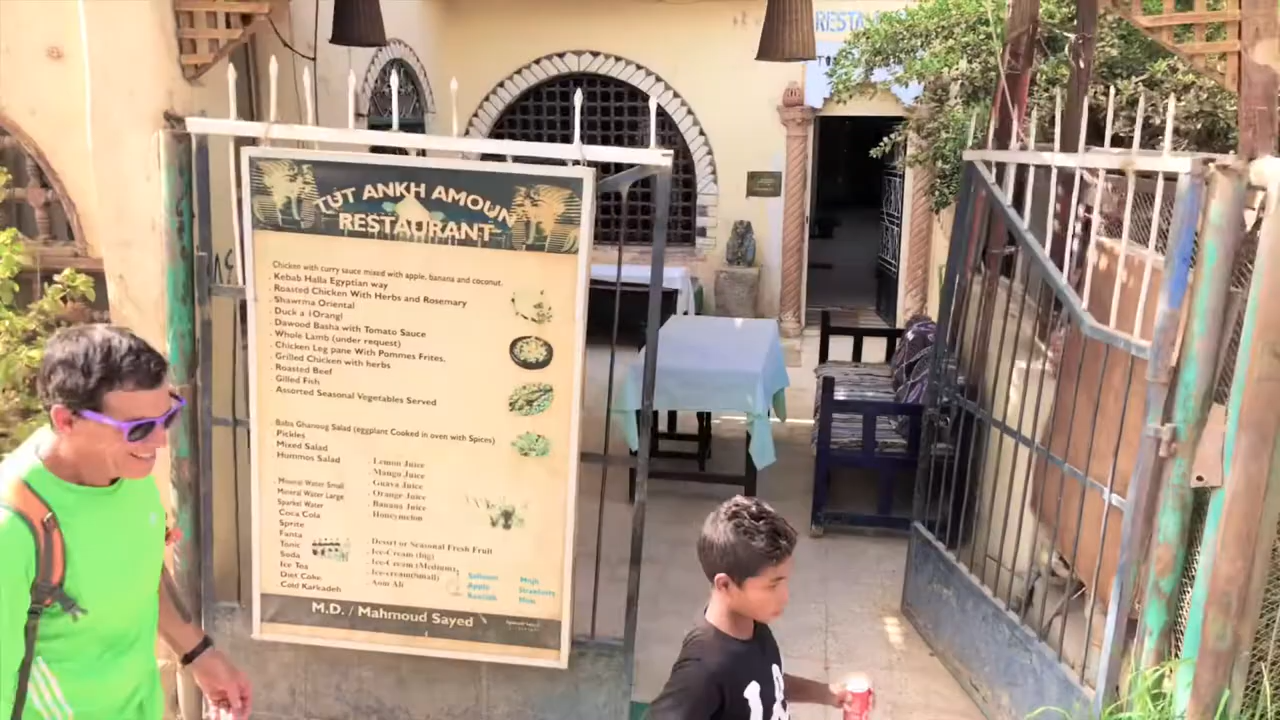 RESTA
TUT ANKH AMOUN
RESTAURANT
Chicken with curry sauce mixed with apple, banana and coconut.
. Kebab Halla Egyptian way
. Roasted Chicken With Herbs and Rosemary
. Shawrma Oriental
. Duck a lOrangl
. Dawood Basha with Tomato Sauce
. Whole Lamb (under request)
. Chicken Leg pane With Pommes Frites.
. Grilled Chicken with herbs
. Roasted Beef
. Gilled Fish
. Assorted Seasonal Vegetables Served
Baba Ghanoug Salad (eggplant Cooked in oven with Spices)
Pickles
Mixed Salad
Hummos Salad
. Lemon Juice
. Mango Juice
. Guava Juice
. Orange Juice
. Banana Juice
. Honeymelon
. Mineral Water Small
Mineral Water Large
. Sparkel Water
. Coca Cola
. Sprite
. Fanta
. Tonic
. Soda
. Ice Tea
. Diet Coke
. Cold Karkadeh
. Dessrt or Seasonal Fresh Fruit
. Ice-Cream (big)
. Ice-Cream (Medium)
. Ice-cream(Small)
. Aom Ali
Apple
Strawberry
M.D. / Mahmoud Sayed